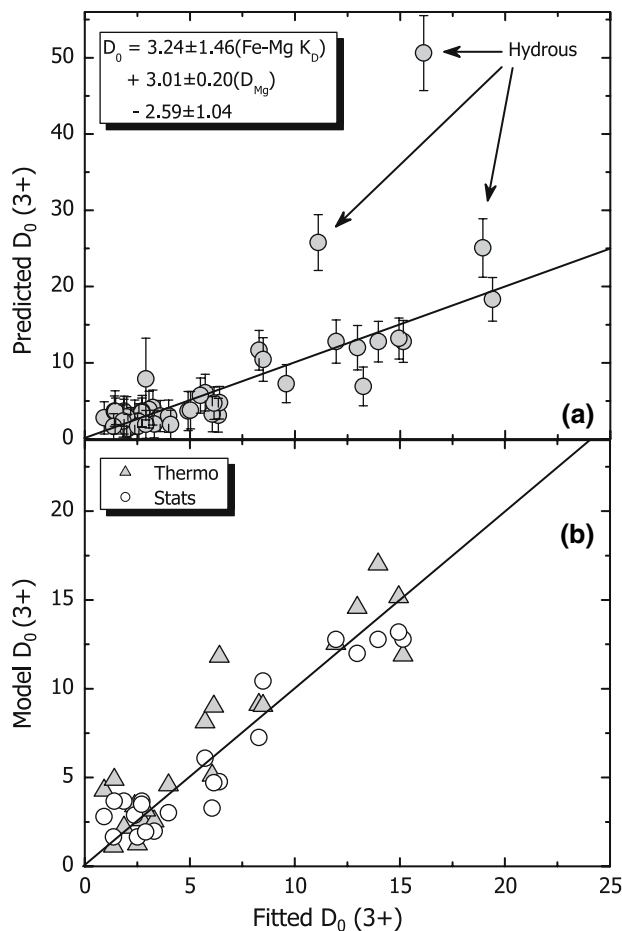 50
40
30
20
10
0
Predicted D₀ (3+)
D₀ = 3.24±1.46(Fe-Mg K_D)
+ 3.01±0.20(D_Mg)
- 2.59±1.04
Hydrous
(a)
20
15
10
5
0
Model D₀ (3+)
Thermo
Stats
(b)
0 5 10 15 20 25
Fitted D₀ (3+)